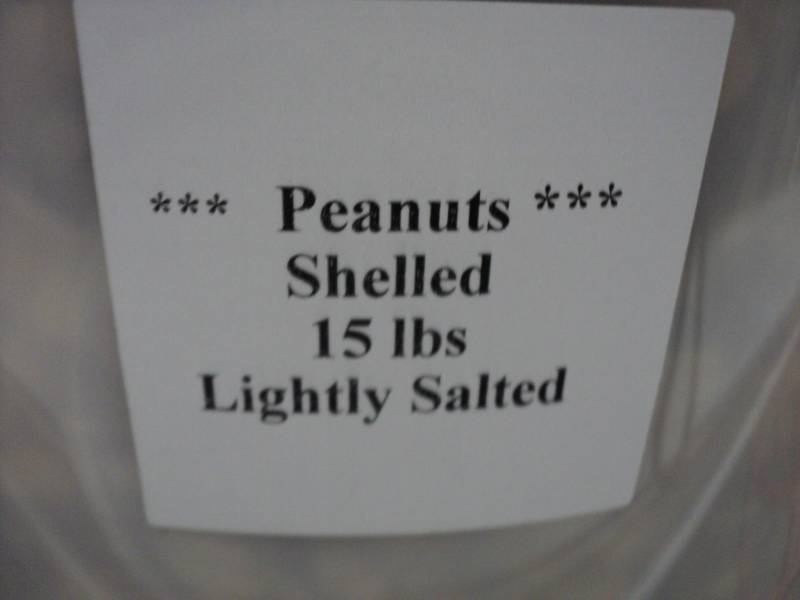 *** Peanuts ***
Shelled
15 lbs
Lightly Salted